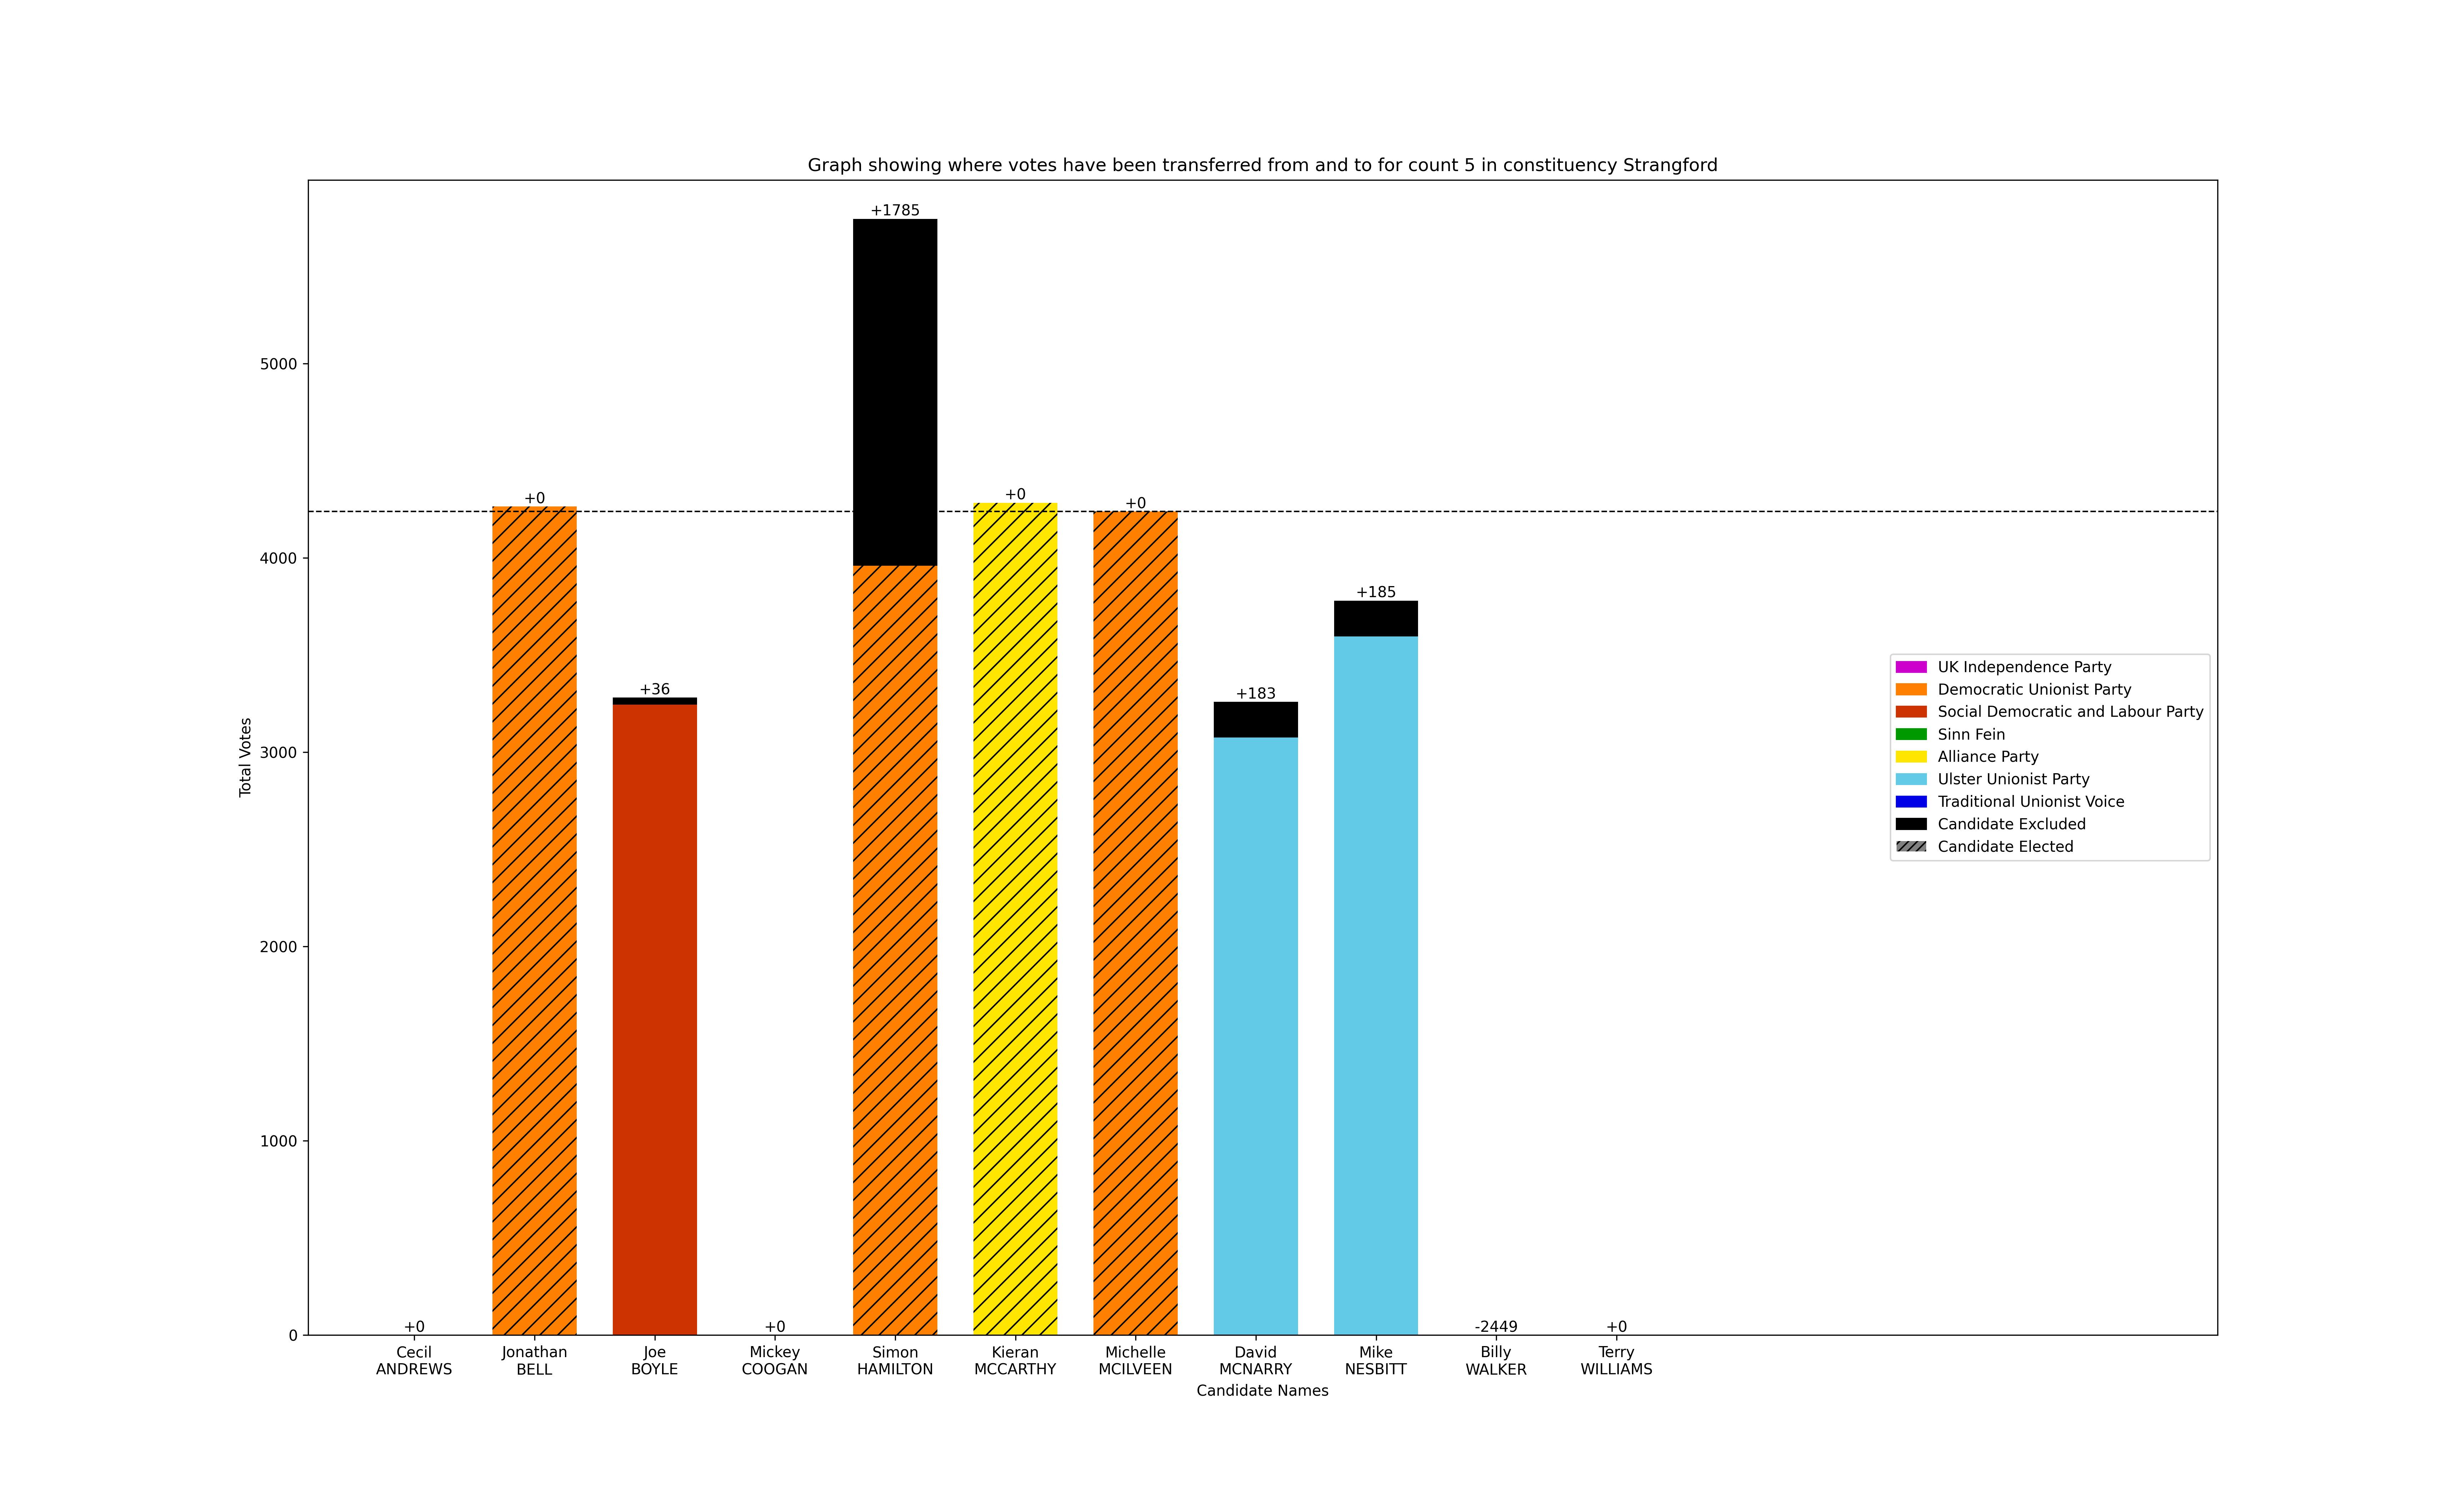 Graph showing where votes have been transferred from and to for count 5 in constituency Strangford
+1785
+0
+0
+0
+185
+36
+183
+0
+0
-2449
+0
Total Votes
5000
4000
3000
2000
1000
0
UK Independence Party
Democratic Unionist Party
Social Democratic and Labour Party
Sinn Fein
Alliance Party
Ulster Unionist Party
Traditional Unionist Voice
Candidate Excluded
Candidate Elected
Cecil
ANDREWS
Jonathan
BELL
Joe
BOYLE
Mickey
COOGAN
Simon
HAMILTON
Kieran
MCCARTHY
Michelle
MCILVEEN
David
MCNARRY
Mike
NESBITT
Billy
WALKER
Terry
WILLIAMS
Candidate Names